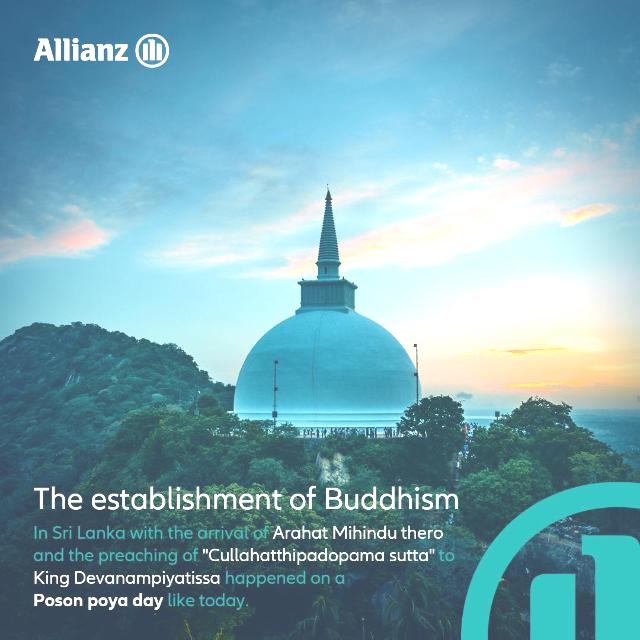 Allianz
The establishment of Buddhism
In Sri Lanka with the arrival of Arahat Mihindu thero
and the preaching of "Cullahatthipadopama sutta" to
King Devanampiyatissa happened on a
Poson poya day like today.